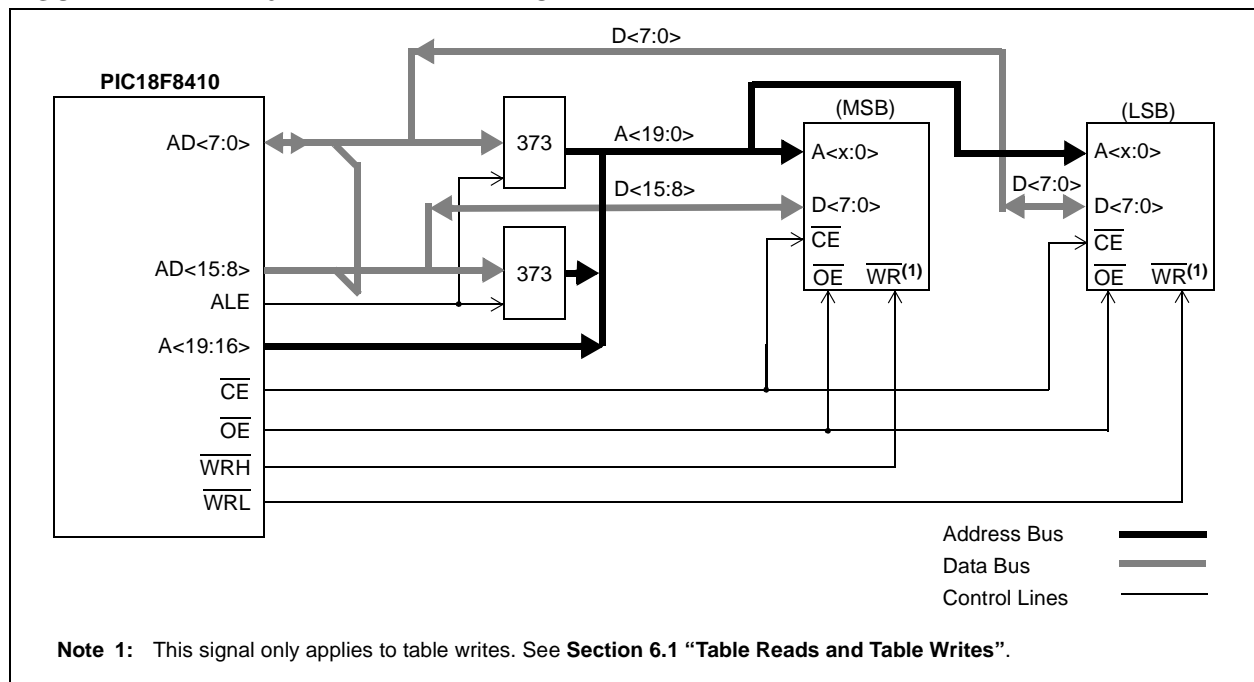 D<7:0>
PIC18F8410
(MSB)
(LSB)
AD<7:0>
373
A<19:0>
A<x:0>
A<x:0>
D<15:8>
D<7:0>
D<7:0>
D<7:0>
CE
CE
AD<15:8>
373
OE
WR(1)
OE
WR(1)
ALE
A<19:16>
CE
OE
WRH
WRL
Address Bus
Data Bus
Control Lines
Note 1: This signal only applies to table writes. See Section 6.1 “Table Reads and Table Writes”.